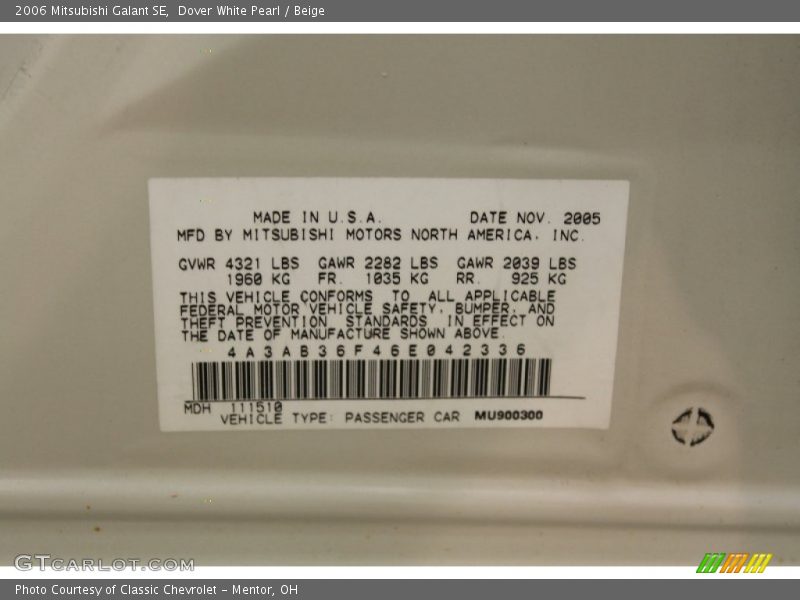 2006 Mitsubishi Galant SE,  Dover White Pearl / Beige
MADE IN U.S.A. DATE NOV. 2005
MFD BY MITSUBISHI MOTORS NORTH AMERICA, INC.
GVWR 4321 LBS GAWR 2282 LBS GAWR 2039 LBS
1960 KG FR. 1035 KG RR. 925 KG
THIS VEHICLE CONFORMS TO ALL APPLICABLE
FEDERAL MOTOR VEHICLE SAFETY, BUMPER, AND
THEFT PREVENTION STANDARDS IN EFFECT ON
THE DATE OF MANUFACTURE SHOWN ABOVE.
4A3AB36F46E042336
MDH 111510
VEHICLE TYPE: PASSENGER CAR MU900300
GTCARLOT.COM
Photo Courtesy of Classic Chevrolet - Mentor, OH